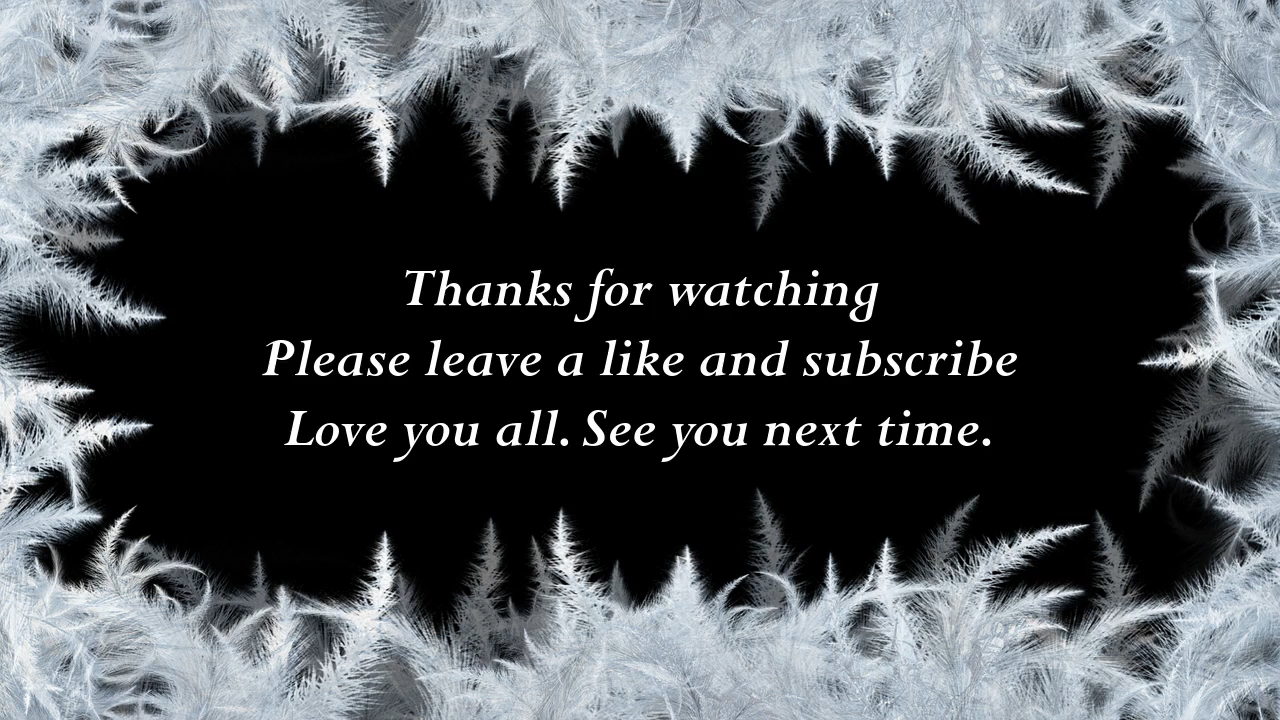 Thanks for watching
Please leave a like and subscribe
Love you all. See you next time.